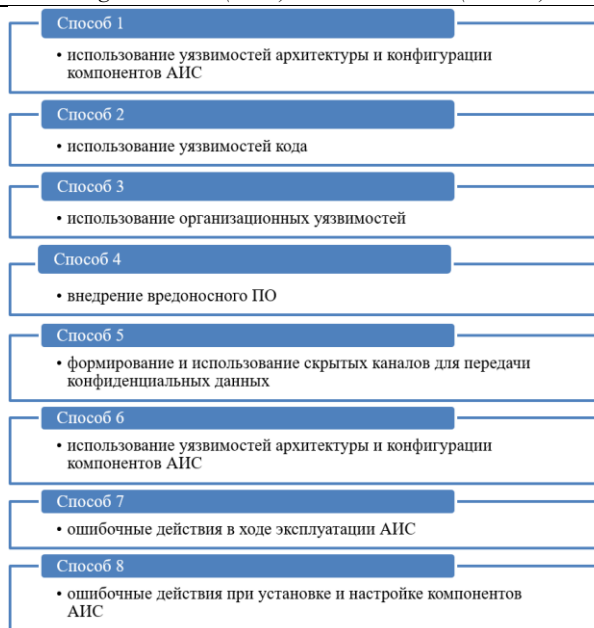 Способ 1
• использование уязвимостей архитектуры и конфигурации
компонентов АИС
Способ 2
• использование уязвимостей кода
Способ 3
• использование организационных уязвимостей
Способ 4
• внедрение вредоносного ПО
Способ 5
• формирование и использование скрытых каналов для передачи
конфиденциальных данных
Способ 6
• использование уязвимостей архитектуры и конфигурации
компонентов АИС
Способ 7
• ошибочные действия в ходе эксплуатации АИС
Способ 8
• ошибочные действия при установке и настройке компонентов
АИС